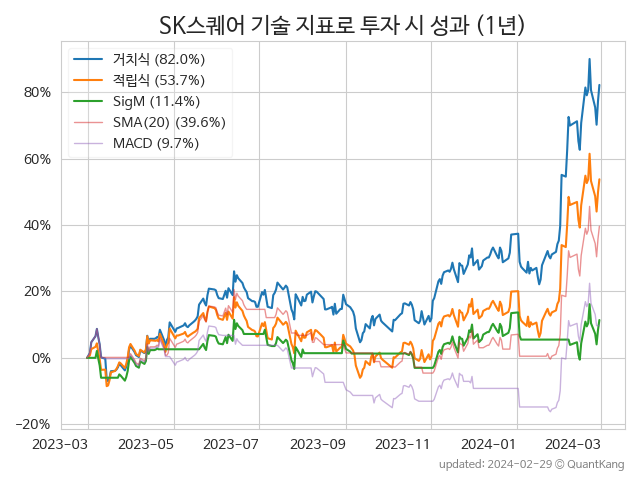 SK스퀘어 기술 지표로 투자 시 성과 (1년)
거치식 (82.0%)
적립식 (53.7%)
SigM (11.4%)
SMA(20) (39.6%)
MACD (9.7%)
80%
60%
40%
20%
0%
−20%
2023-03 2023-05 2023-07 2023-09 2023-11 2024-01 2024-03
updated: 2024-02-29 © QuantKang